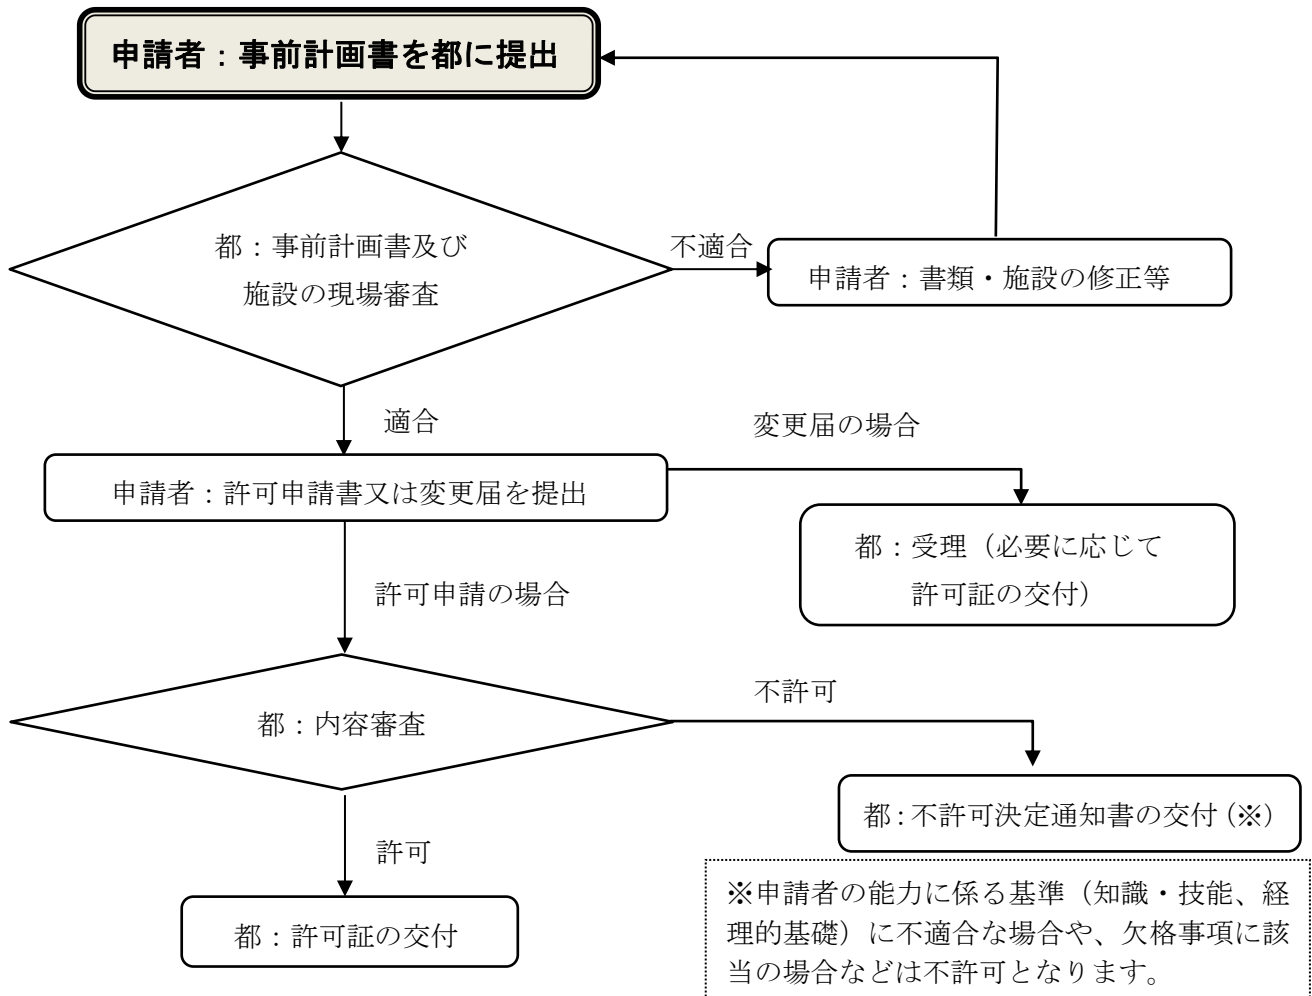 申請者：事前計画書を都に提出
都：事前計画書及び
施設の現場審査
不適合
申請者：書類・施設の修正等
適合
変更届の場合
申請者：許可申請書又は変更届を提出
都：受理（必要に応じて
許可証の交付）
許可申請の場合
不許可
都：内容審査
都：不許可決定通知書の交付（※）
許可
都：許可証の交付
※申請者の能力に係る基準（知識・技能、経
理的基礎）に不適合な場合や、欠格事項に該
当の場合などは不許可となります。